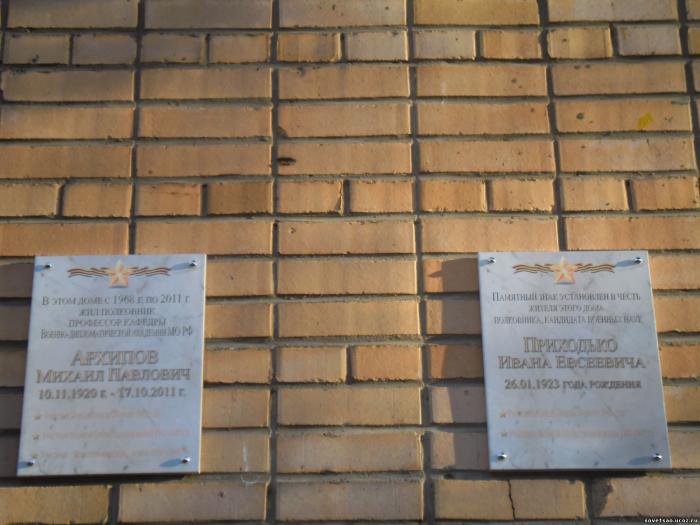 В ЭТОМ ДОМЕ С 1968 Г. ПО 2011 Г.
ЖИЛ ПОЛКОВНИК
ПРОФЕССОР КАФЕДРЫ
ВОЕННО-ДИПЛОМАТИЧЕСКОЙ АКАДЕМИИ МО РФ
АРХИПОВ
МИХАИЛ ПАВЛОВИЧ
10.11.1920 Г. - 17.10.2011 Г.
ПАМЯТНЫЙ ЗНАК УСТАНОВЛЕН В ЧЕСТЬ
ЖИТЕЛЯ ЭТОГО ДОМА
ПОЛКОВНИКА, КАНДИДАТА ВОЕННЫХ НАУК
ПРИХОДЬКО
ИВАНА ЕВСЕЕВИЧА
26.01.1923 ГОДА РОЖДЕНИЯ
sovetsao.ucoz.ru